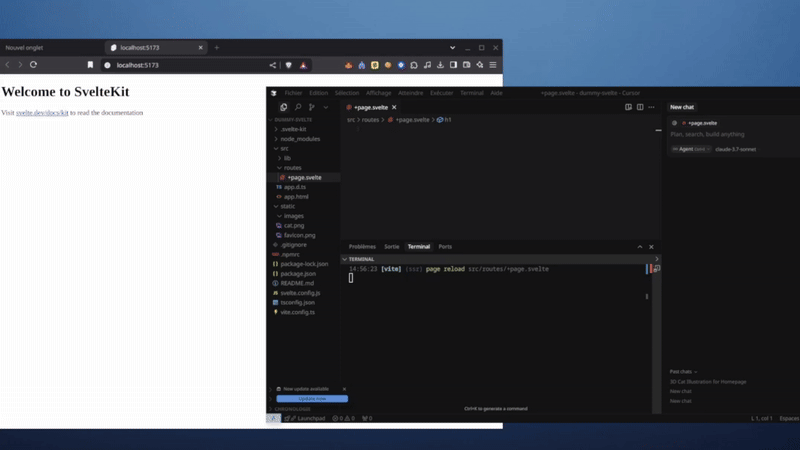 Nouvel onglet
localhost:5173
localhost:5173
Welcome to SvelteKit
Visit svelte.dev/docs/kit to read the documentation
Fichier Edition Sélection Affichage Atteindre Exécuter Terminal Aide
+page.svelte - dummy-svelte - Cursor
DUMMY-SVELTE
.svelte-kit
node_modules
src
lib
routes
+page.svelte
app.d.ts
app.html
static
images
cat.png
favicon.png
.gitignore
.npmrc
package-lock.json
package.json
README.md
svelte.config.js
tsconfig.json
vite.config.ts
New update available
Update now
Launchpad
0 0
0
+page.svelte
src > routes > +page.svelte > h1
Problèmes Sortie Terminal Ports
TERMINAL
14:56:23 [vite] (ssr) page reload src/routes/+page.svelte
Ctrl+K to generate a command
New chat
+page.svelte
Plan, search, build anything
Agent
claude 3.7-sonnet
Past chats
3D Cat Illustration for Homepage
New chat
New chat
L 1, col 1
Espaces